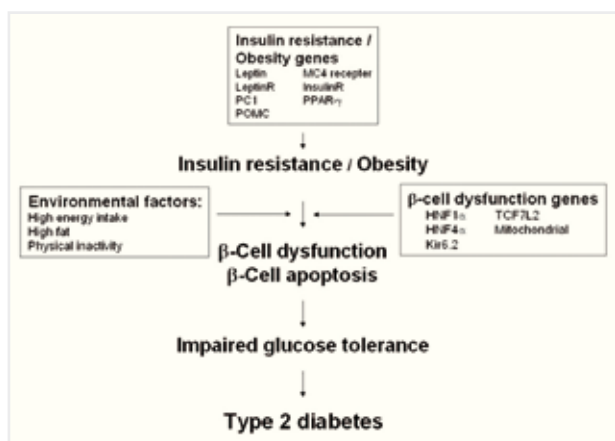 Insulin resistance /
Obesity genes
Leptin MC4 recepter
LeptinR InsulinR
PC1 PPARγ
POMC
Insulin resistance / Obesity
Environmental factors:
High energy intake
High fat
Physical inactivity
β-cell dysfunction genes
HNF1α TCF7L2
HNF4α Mitochondrial
Kir6.2
β-Cell dysfunction
β-Cell apoptosis
Impaired glucose tolerance
Type 2 diabetes